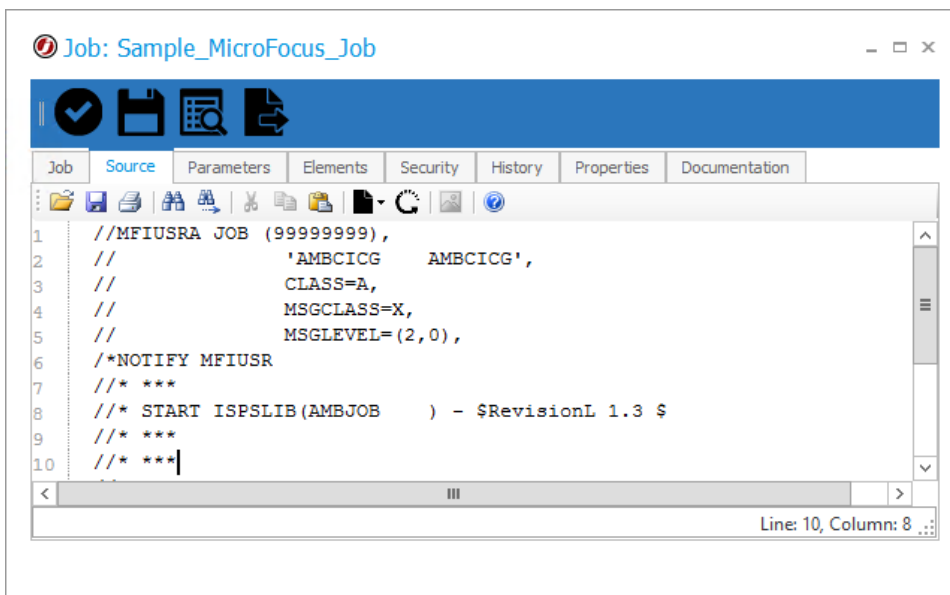 Job: Sample_MicroFocus_Job
Job Source Parameters Elements Security History Properties Documentation
1 //MFIUSRA JOB (99999999),
2 //              'AMBCICG    AMBCICG',
3 //              CLASS=A,
4 //              MSGCLASS=X,
5 //              MSGLEVEL=(2,0),
6 /*NOTIFY MFIUSR
7 //* ***
8 //* START ISPSLIB(AMBJOB    ) - $RevisionL 1.3 $
9 //* ***
10 //* ***
Line: 10, Column: 8